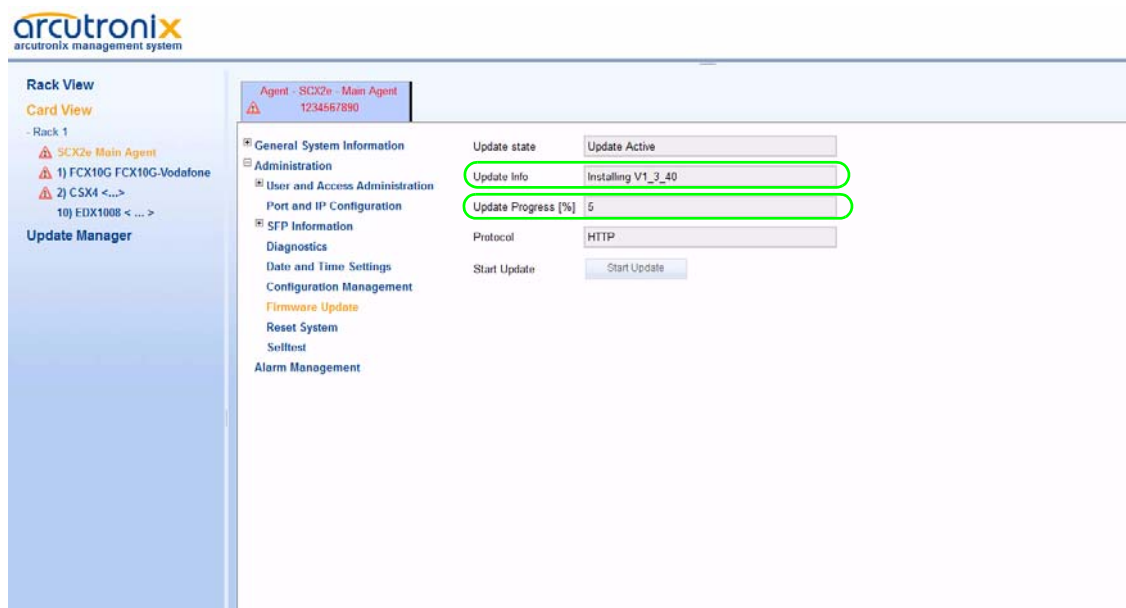 arcutronix
arcutronix management system
Rack View
Card View
- Rack 1
SCX2e Main Agent
1) FCX10G FCX10G-Vodafone
2) CSX4 <...>
10) EDX1008 < ... >
Update Manager
Agent - SCX2e - Main Agent
1234567890
General System Information
Administration
User and Access Administration
Port and IP Configuration
SFP Information
Diagnostics
Date and Time Settings
Configuration Management
Firmware Update
Reset System
Selftest
Alarm Management
Update state Update Active
Update Info Installing V1_3_40
Update Progress [%] 5
Protocol HTTP
Start Update Start Update